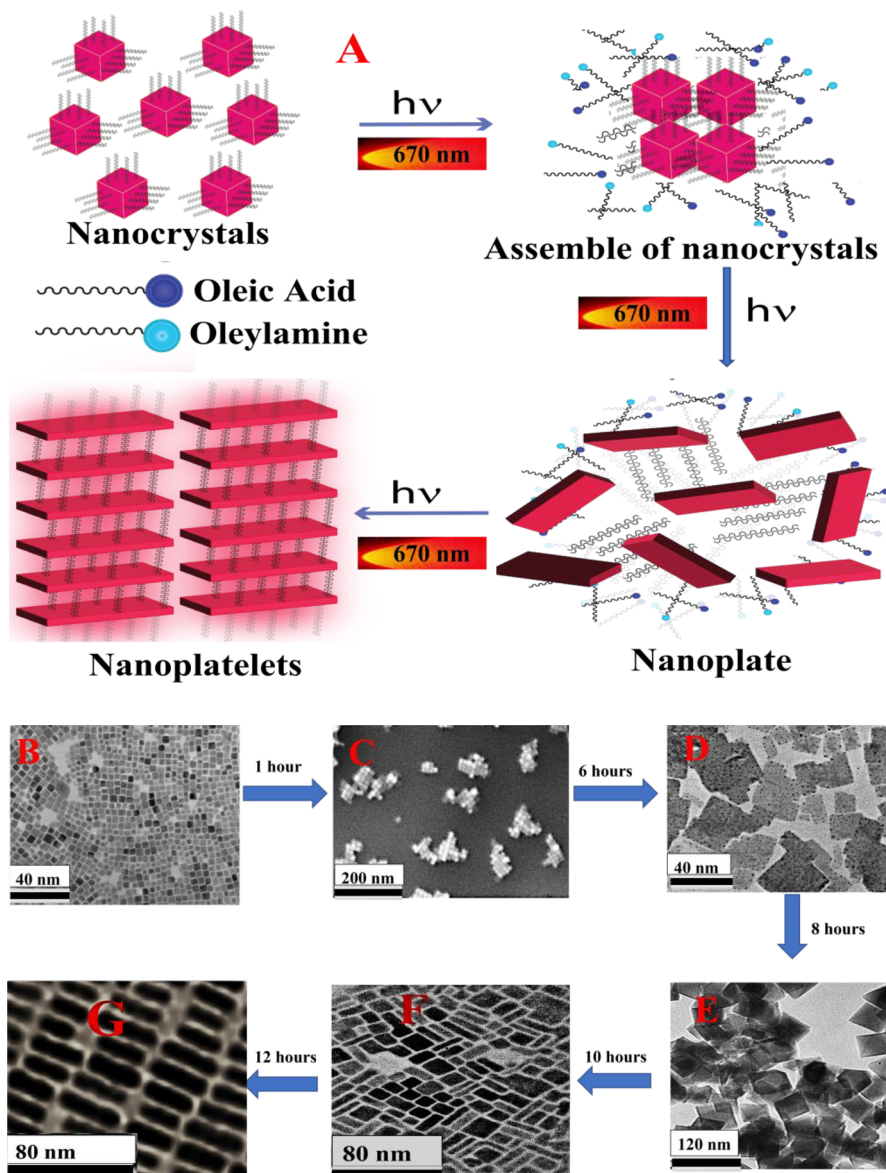 A
hν
670 nm
Nanocrystals
Assemble of nanocrystals
Oleic Acid
Oleylamine
670 nm
hν
hν
670 nm
Nanoplatelets
Nanoplate
B
40 nm
1 hour
C
200 nm
6 hours
D
40 nm
8 hours
G
80 nm
12 hours
F
80 nm
10 hours
E
120 nm